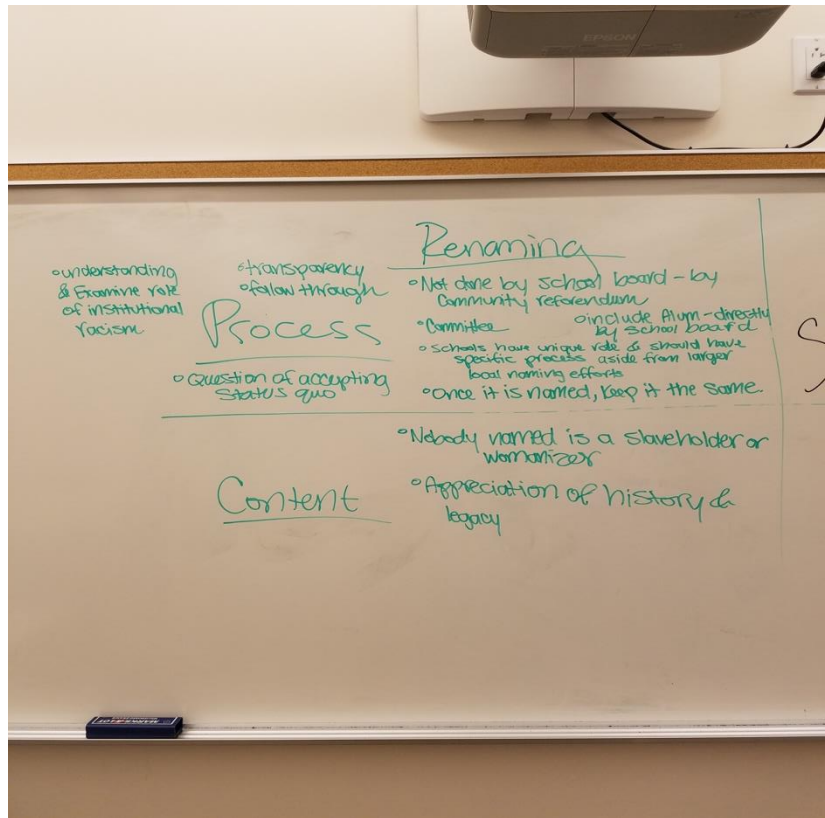 EPSON
Renaming
◦understanding
& Examine role
of institutional
racism
◦transparency
◦follow through
Process
◦Question of accepting
Status quo
◦Not done by school board - by
Community referendum
◦Committee
◦include Alum-directly
by school board
◦schools have unique role & should have
specific process aside from larger
local naming efforts
◦Once it is named, keep it the same.
Content
◦Nobody named is a slaveholder or
womanizer
◦Appreciation of history &
legacy